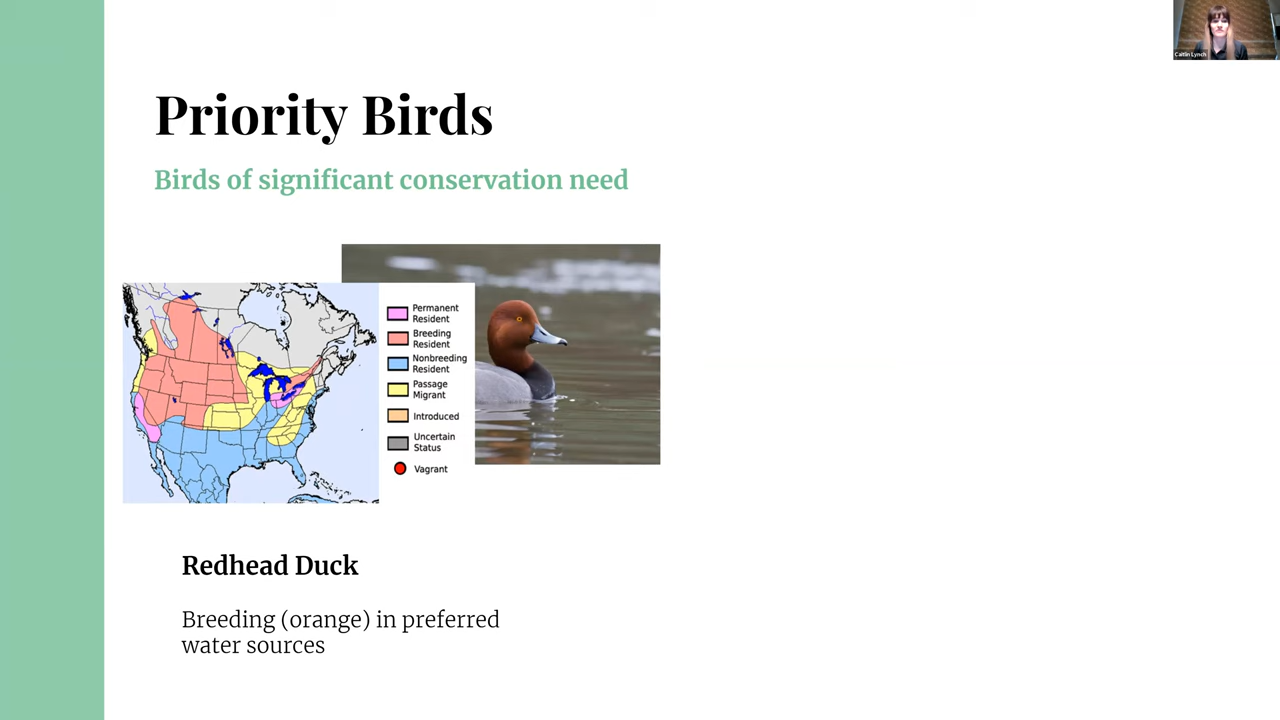 Caitlin Lynch
Priority Birds
Birds of significant conservation need
Permanent
Resident
Breeding
Resident
Nonbreeding
Resident
Passage
Migrant
Introduced
Uncertain
Status
Vagrant
Redhead Duck
Breeding (orange) in preferred
water sources